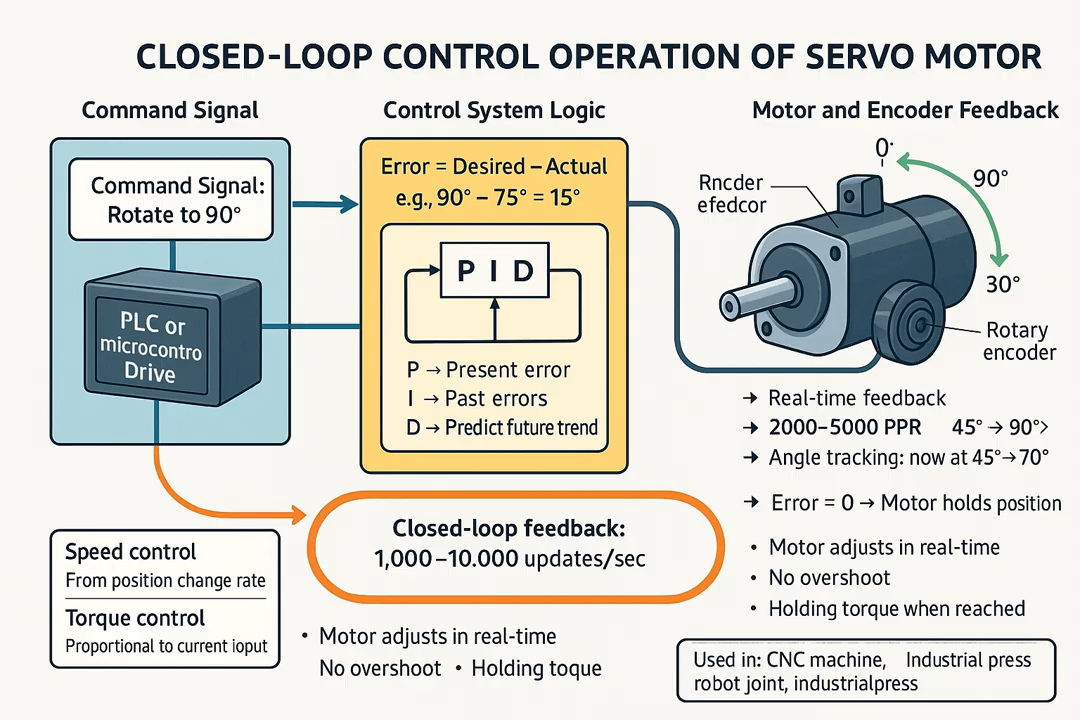 CLOSED-LOOP CONTROL OPERATION OF SERVO MOTOR
Command Signal
Command Signal:
Rotate to 90°
PLC or
microcontro
Drive
Control System Logic
Error = Desired – Actual
e.g., 90° – 75° = 15°
P I D
P → Present error
I → Past errors
D → Predict future trend
Motor and Encoder Feedback
0·
90°
30°
Rncder
efedcor
Rotary
encoder
→ Real-time feedback
→ 2000–5000 PPR 45° → 90°>
→ Angle tracking: now at 45°→70°
→ Error = 0 → Motor holds position
• Motor adjusts in real-time
• No overshoot
• Holding torque when reached
Closed-loop feedback:
1,000–10.000 updates/sec
Speed control
From position change rate
Torque control
Proportional to current input
• Motor adjusts in real-time
No overshoot • Holding toque
Used in: CNC machine, Industrial press
robot joint, industrialpress